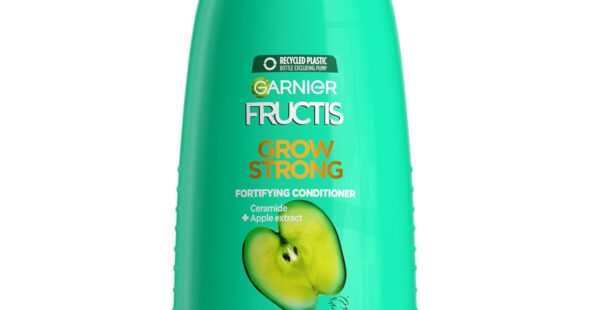 RECYCLED PLASTIC
BOTTLE EXCLUDING PUMP
GARNIER
FRUCTIS
GROW
STRONG
FORTIFYING CONDITIONER
Ceramide
+ Apple extract